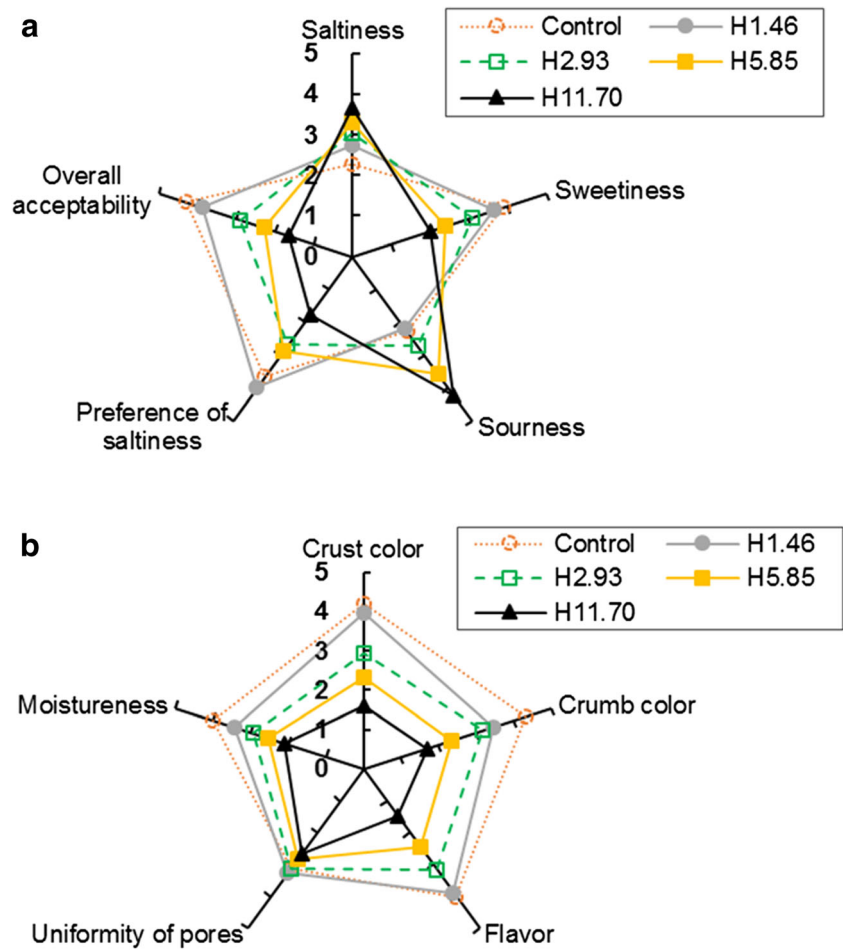 a
Saltiness
5
4
3
2
1
0
Control
H1.46
H2.93
H5.85
H11.70
Overall
acceptability
Sweetiness
Preference of
saltiness
Sourness
b
Crust color
5
4
3
2
1
0
Control
H1.46
H2.93
H5.85
H11.70
Moistureness
Crumb color
Uniformity of pores
Flavor